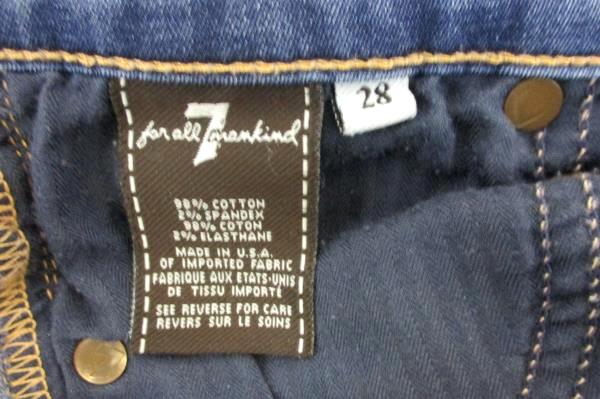 7
for all mankind
28
98% COTTON
2% SPANDEX
98% COTON
2% ELASTHANE
MADE IN U.S.A.
OF IMPORTED FABRIC
FABRIQUE AUX ETATS-UNIS
DE TISSU IMPORTÉ
SEE REVERSE FOR CARE
REVERS SUR LE SOINS